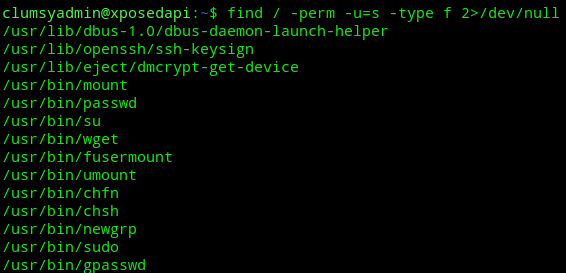 clumsyadmin@xposedapi:~$ find / -perm -u=s -type f 2>/dev/null
/usr/lib/dbus-1.0/dbus-daemon-launch-helper
/usr/lib/openssh/ssh-keysign
/usr/lib/eject/dmcrypt-get-device
/usr/bin/mount
/usr/bin/passwd
/usr/bin/su
/usr/bin/wget
/usr/bin/fusermount
/usr/bin/umount
/usr/bin/chfn
/usr/bin/chsh
/usr/bin/newgrp
/usr/bin/sudo
/usr/bin/gpasswd